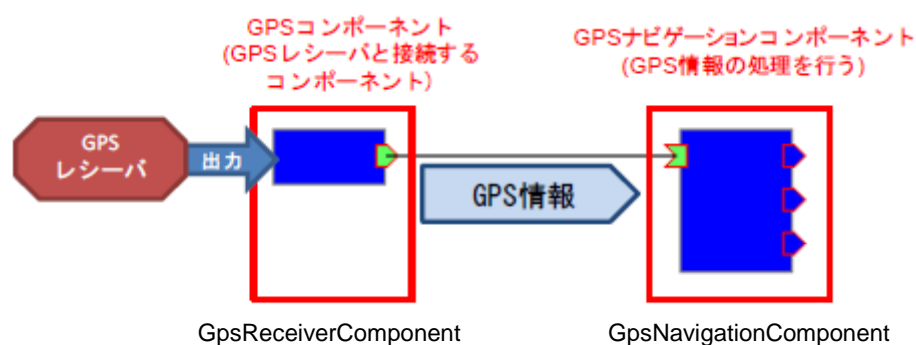 GPSコンポーネント
(GPSレシーバと接続する
コンポーネント)
GPSナビゲーションコンポーネント
(GPS情報の処理を行う)
GPS
レシーバ
出力
GPS情報
GpsReceiverComponent
GpsNavigationComponent